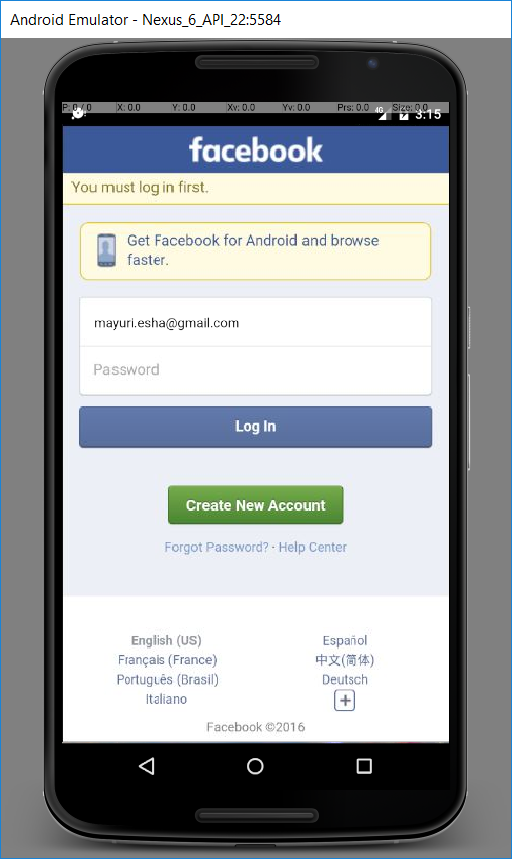 Android Emulator - Nexus_6_API_22:5584
P: 0 / 0 X: 0.0 Y: 0.0 Xv: 0.0 Yv: 0.0 Prs: 0.0 Size: 0.0
4G 3:15
facebook
You must log in first.
Get Facebook for Android and browse
faster.
mayuri.esha@gmail.com
Password
Log In
Create New Account
Forgot Password? · Help Center
English (US) Español
Français (France) 中文(简体)
Português (Brasil) Deutsch
Italiano
Facebook ©2016